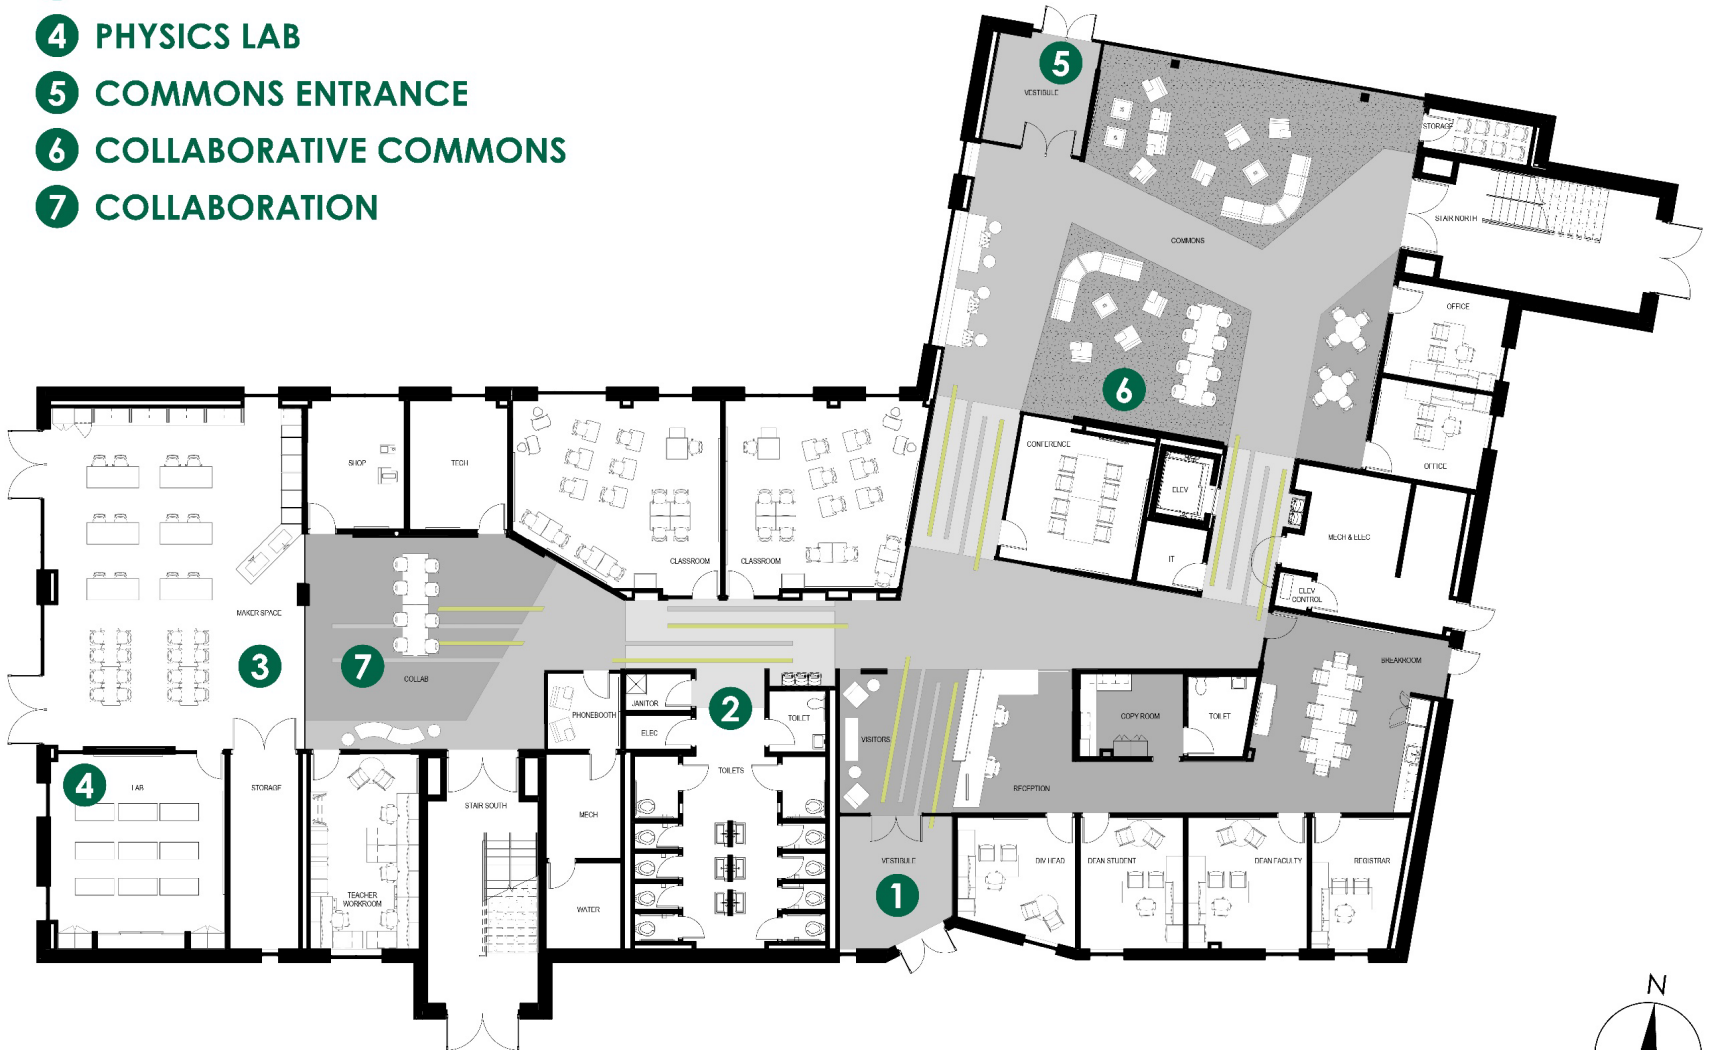 4 PHYSICS LAB
5 COMMONS ENTRANCE
6 COLLABORATIVE COMMONS
7 COLLABORATION
5
VESTIBULE
STORAGE
STAIR NORTH
COMMONS
OFFICE
6
CONFERENCE
OFFICE
SHOP
TECH
ELEV
CLASSROOM
CLASSROOM
IT
MECH & ELEC
ELEV
CONTROL
MAKER SPACE
3
7
COLLAB
BREAKROOM
JANITOR
2
PHONEBOOTH
TOILET
COPY ROOM
TOILET
ELEC
VISITORS
TOILETS
4
LAB
STORAGE
RECEPTION
STAIR SOUTH
MECH
VESTIBULE
DIV HEAD
DEAN STUDENT
DEAN FACULTY
REGISTRAR
1
TEACHER
WORKROOM
WATER
N